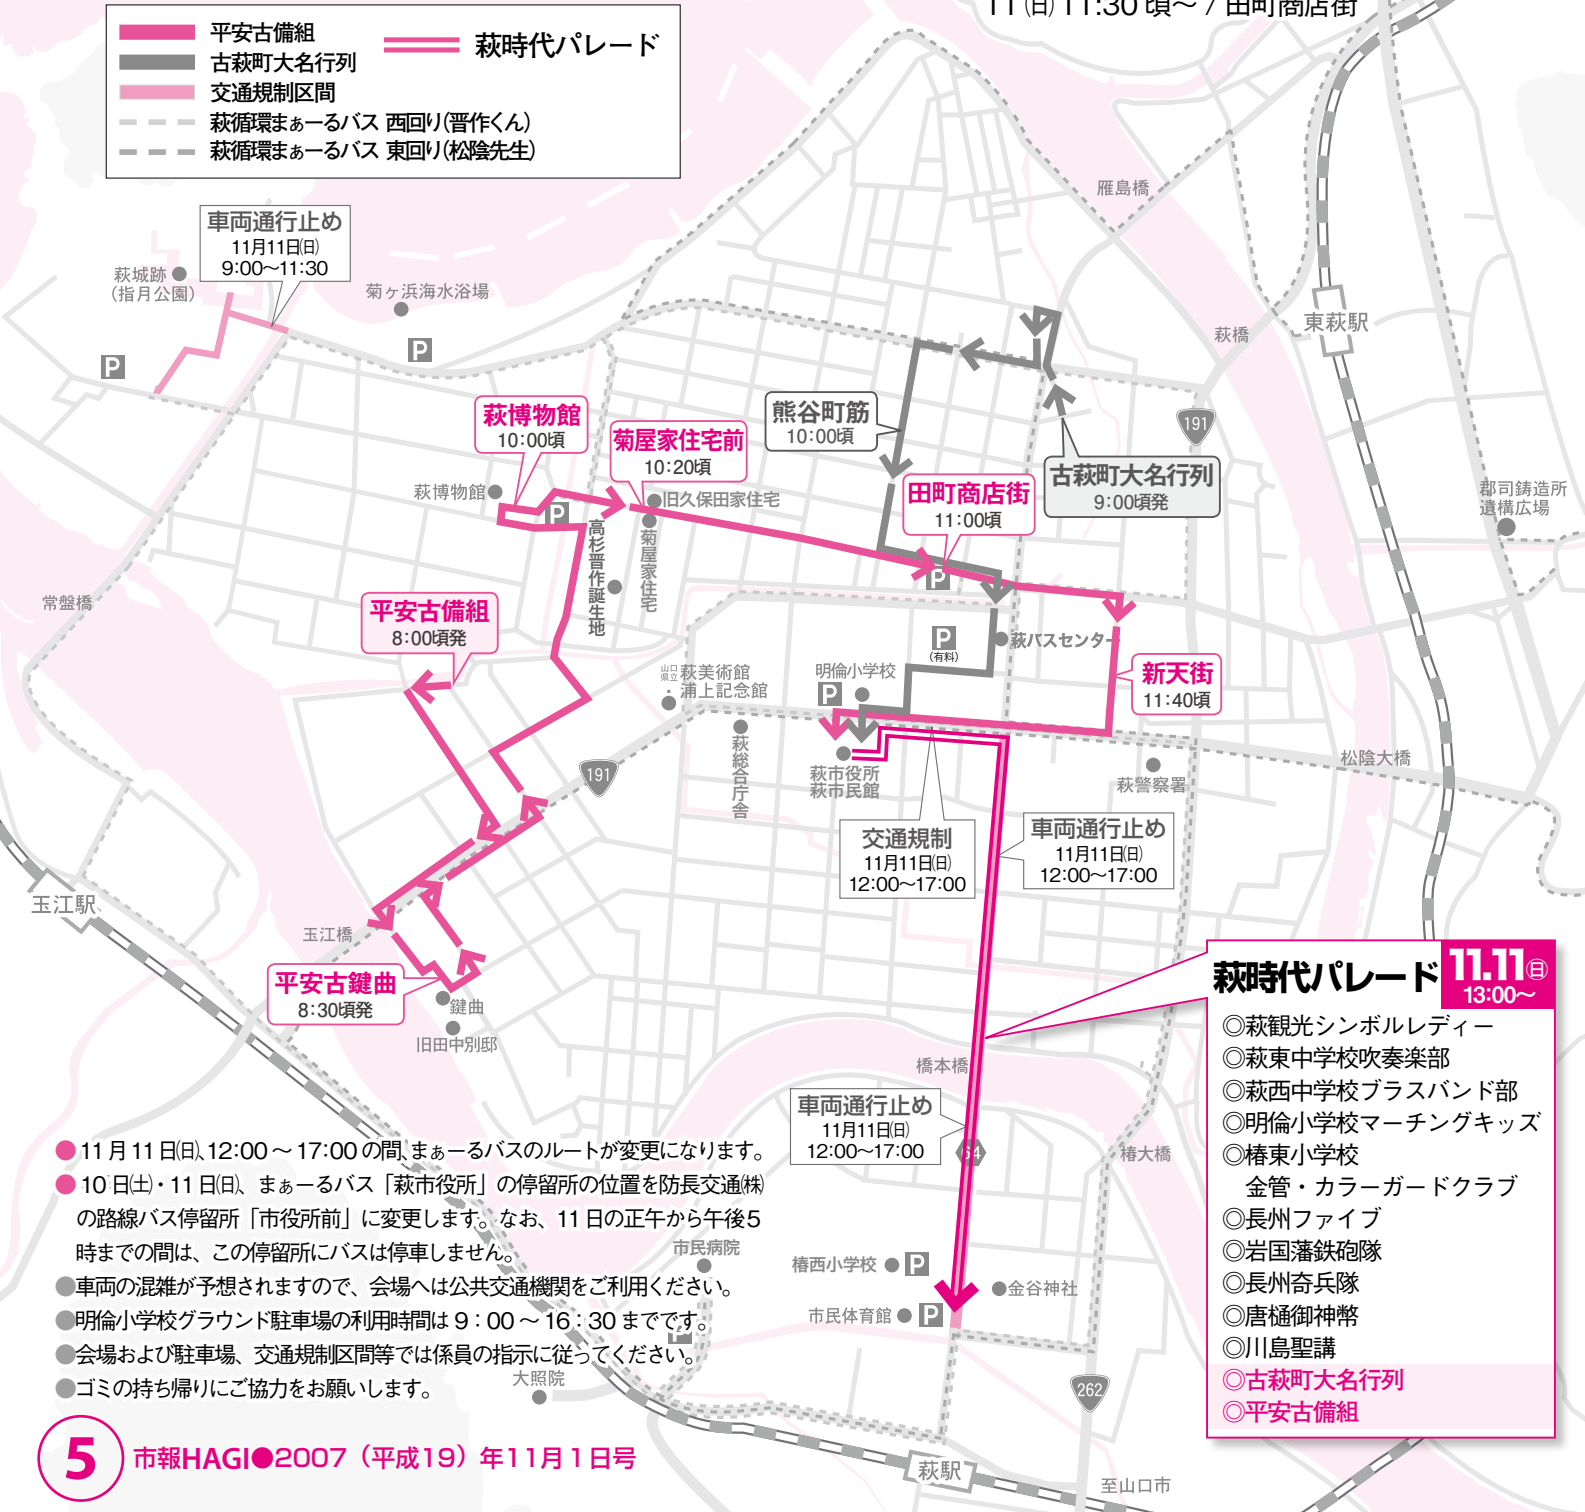 11㈰ 11:30 頃～ / 田町商店街
平安古備組
古萩町大名行列
交通規制区間
萩循環まぁーるバス 西回り(晋作くん)
萩循環まぁーるバス 東回り(松陰先生)
萩時代パレード
車両通行止め
11月11日㈰
9:00～11:30
萩城跡
（指月公園）
菊ヶ浜海水浴場
P
P
雁島橋
萩橋
東萩駅
191
萩博物館
10:00頃
菊屋家住宅前
10:20頃
熊谷町筋
10:00頃
古萩町大名行列
9:00頃発
田町商店街
11:00頃
郡司鋳造所
遺構広場
萩博物館
P
旧久保田家住宅
高杉晋作誕生地
菊屋家住宅
P
常盤橋
平安古備組
8:00頃発
P
(有料)
萩バスセンター
山口
県立
萩美術館
・浦上記念館
明倫小学校
P
新天街
11:40頃
萩総合庁舎
191
萩市役所
萩市民館
萩警察署
松陰大橋
交通規制
11月11日㈰
12:00～17:00
車両通行止め
11月11日㈰
12:00～17:00
玉江駅
玉江橋
平安古鍵曲
8:30頃発
鍵曲
旧田中別邸
橋本橋
車両通行止め
11月11日㈰
12:00～17:00
64
椿大橋
萩時代パレード 11.11㈰
13:00～
◎萩観光シンボルレディー
◎萩東中学校吹奏楽部
◎萩西中学校ブラスバンド部
◎明倫小学校マーチングキッズ
◎椿東小学校
金管・カラーガードクラブ
◎長州ファイブ
◎岩国藩鉄砲隊
◎長州奇兵隊
◎唐樋御神幣
◎川島聖講
◎古萩町大名行列
◎平安古備組
●11月11日㈰、12:00～17:00の間、まぁーるバスのルートが変更になります。
●10日㈯・11日㈰、まぁーるバス「萩市役所」の停留所の位置を防長交通㈱
の路線バス停留所「市役所前」に変更します。なお、11日の正午から午後5
時までの間は、この停留所にバスは停車しません。
●車両の混雑が予想されますので、会場へは公共交通機関をご利用ください。
●明倫小学校グラウンド駐車場の利用時間は9：00～16：30までです。
●会場および駐車場、交通規制区間等では係員の指示に従ってください。
●ゴミの持ち帰りにご協力をお願いします。
市民病院
P
大照院
椿西小学校
P
市民体育館
P
金谷神社
262
萩駅
至山口市
5 市報HAGI●2007（平成19）年11月1日号